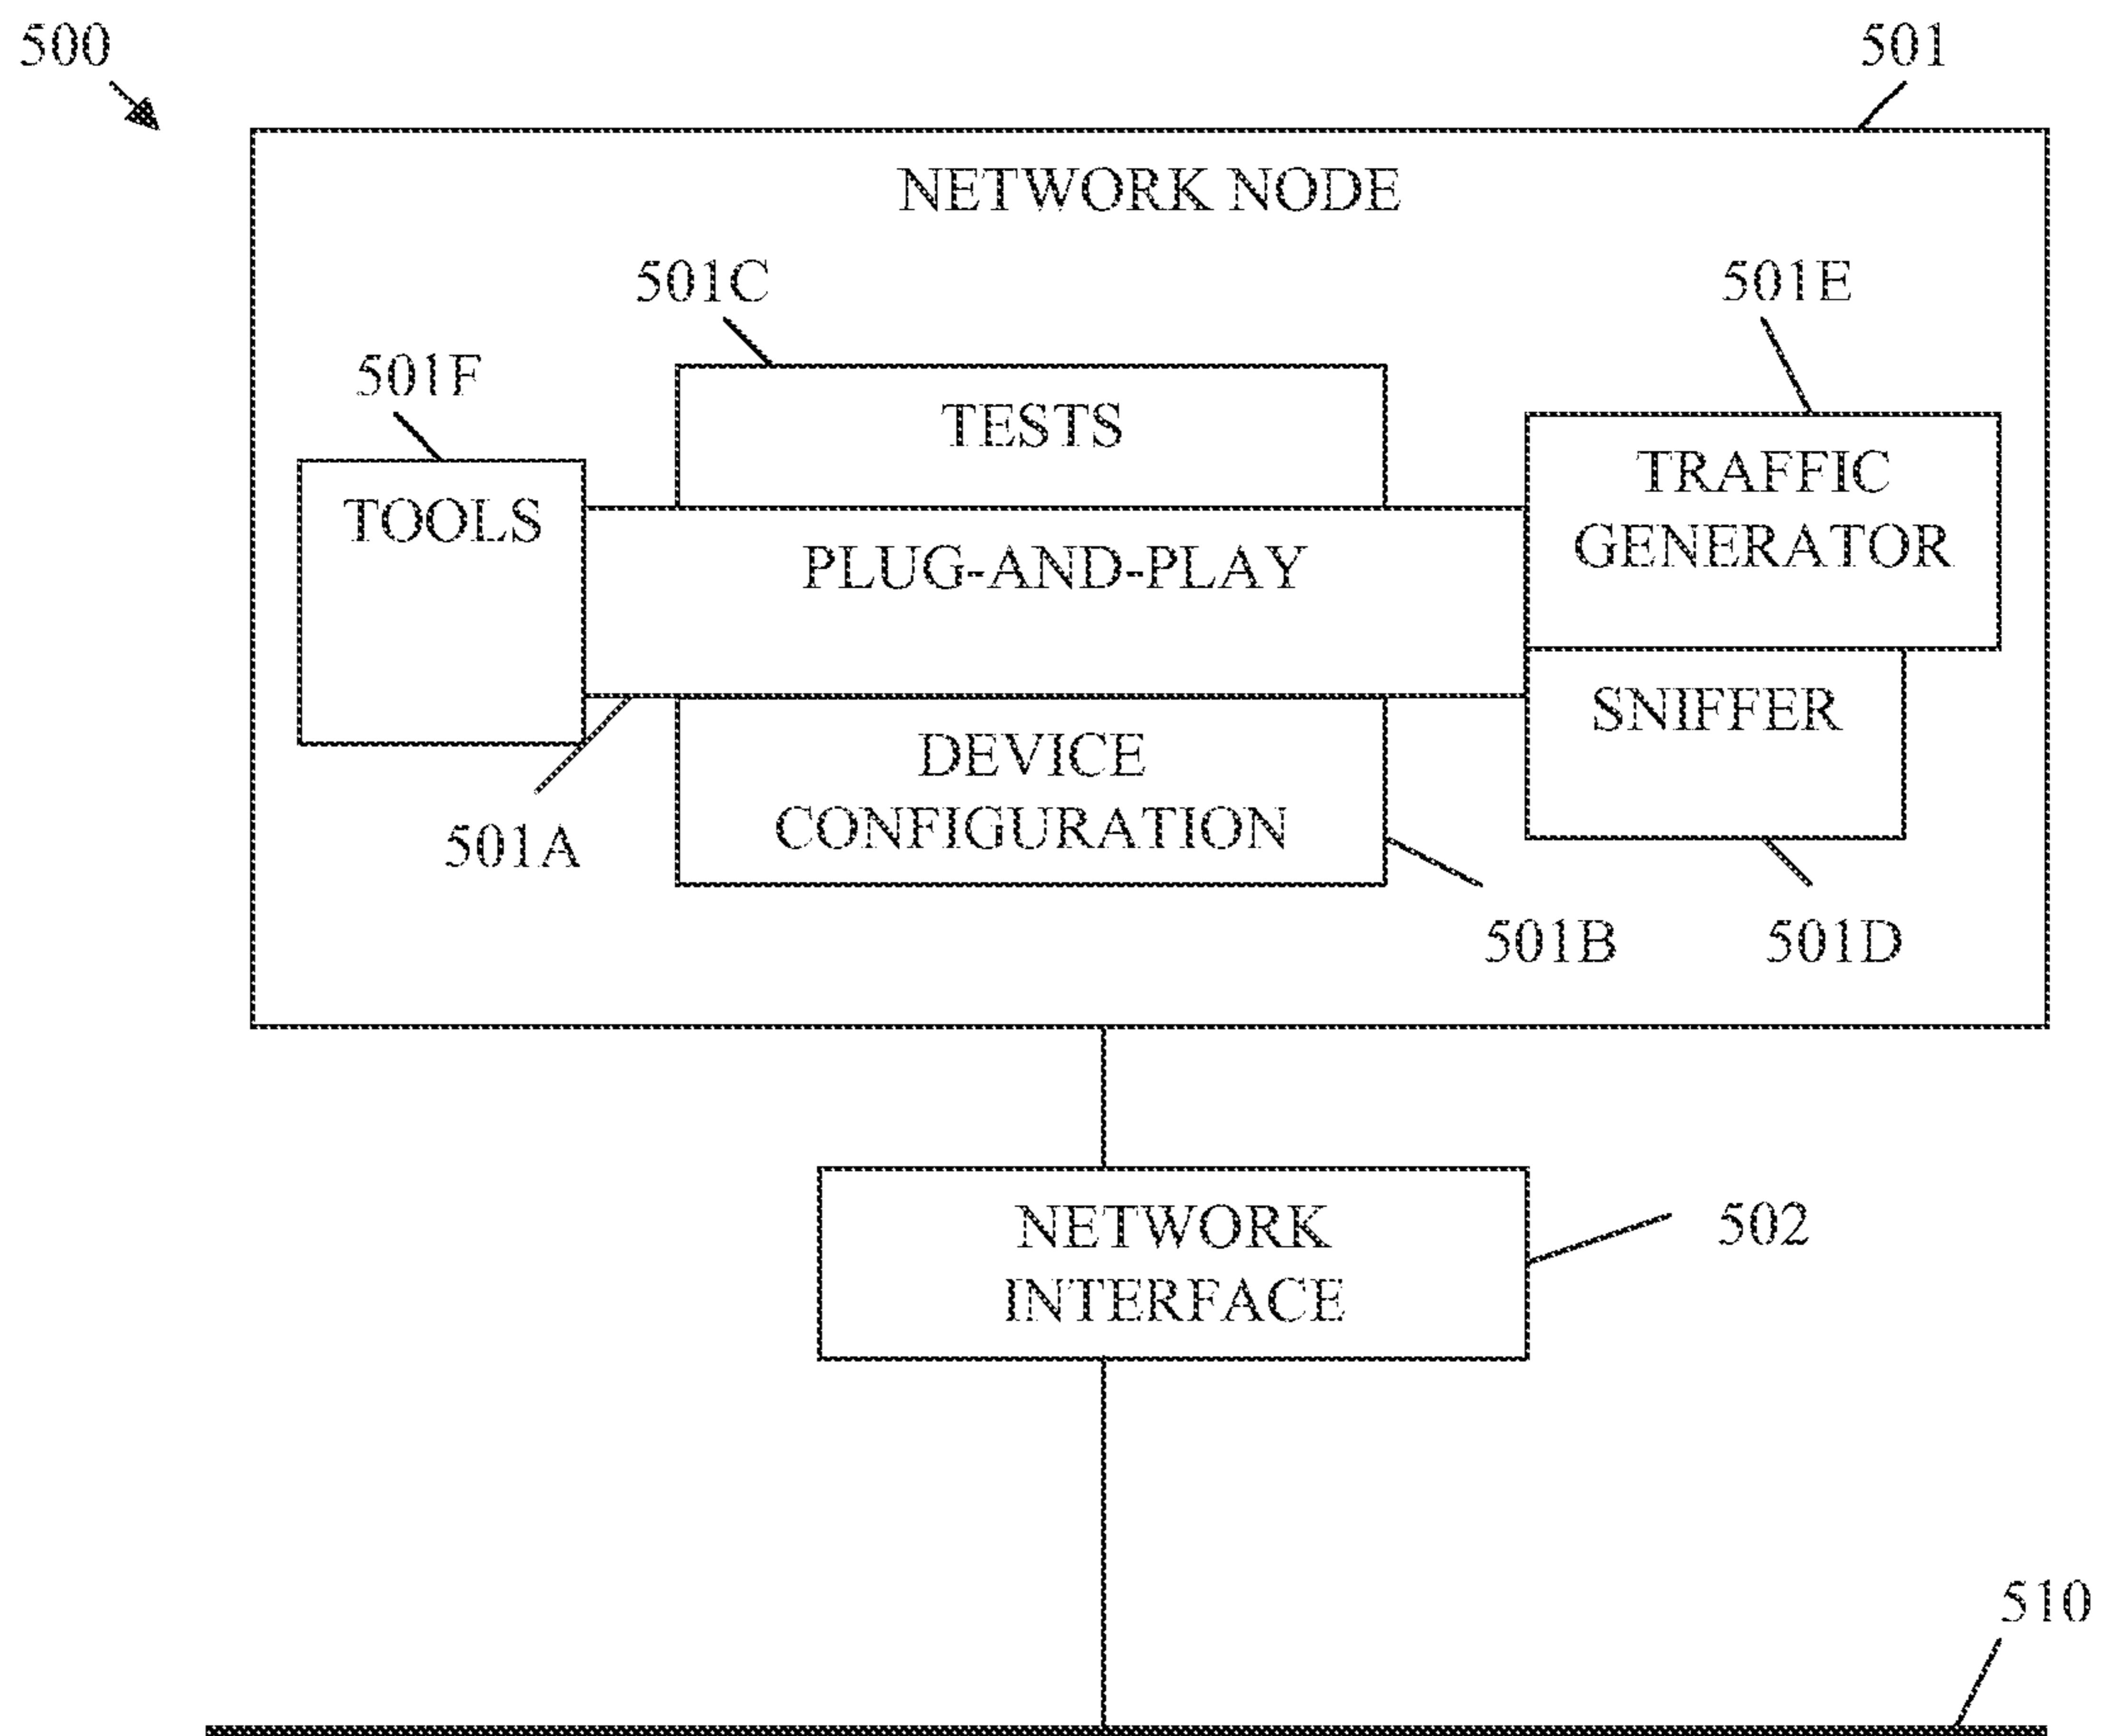 500
501
NETWORK NODE
501C
501E
501F
TESTS
TRAFFIC
GENERATOR
TOOLS
PLUG-AND-PLAY
SNIFFER
DEVICE
CONFIGURATION
501A
501B
501D
NETWORK
INTERFACE
502
510